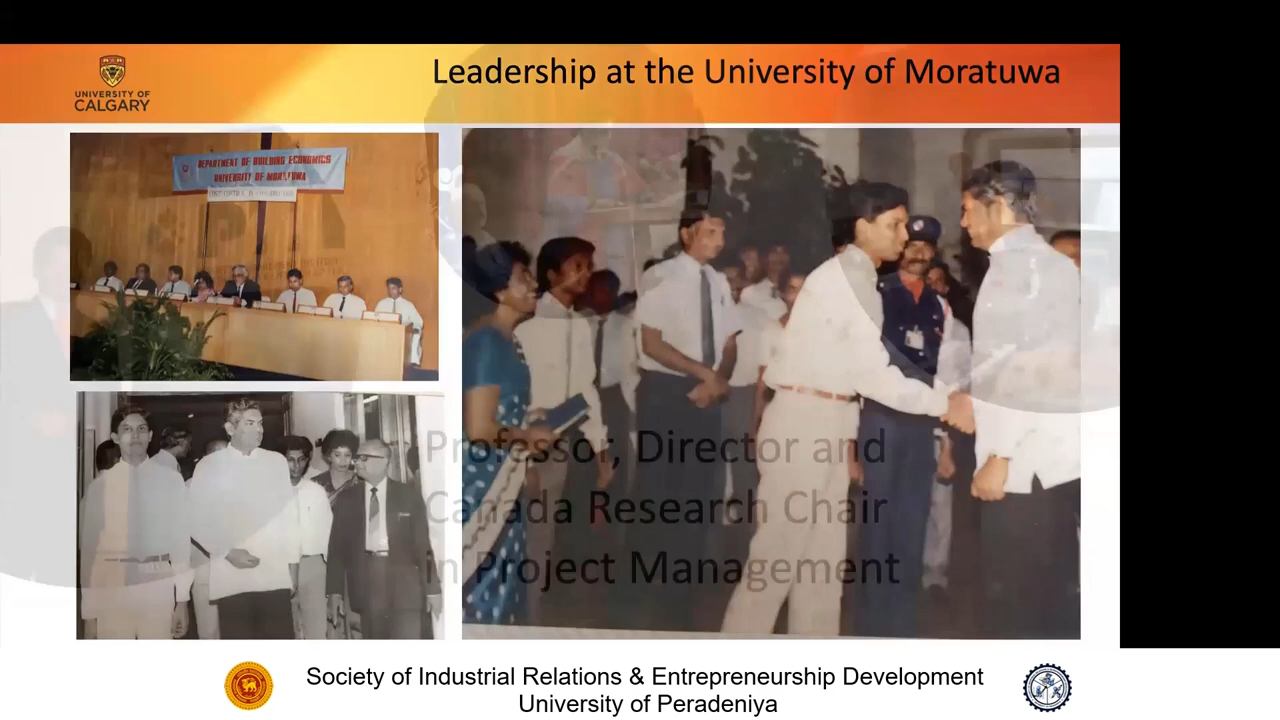 UNIVERSITY OF
CALGARY
Leadership at the University of Moratuwa
DEPARTMENT OF BUILDING ECONOMICS
UNIVERSITY OF MORATUWA
Professor, Director and
Canada Research Chair
in Project Management
Society of Industrial Relations & Entrepreneurship Development
University of Peradeniya